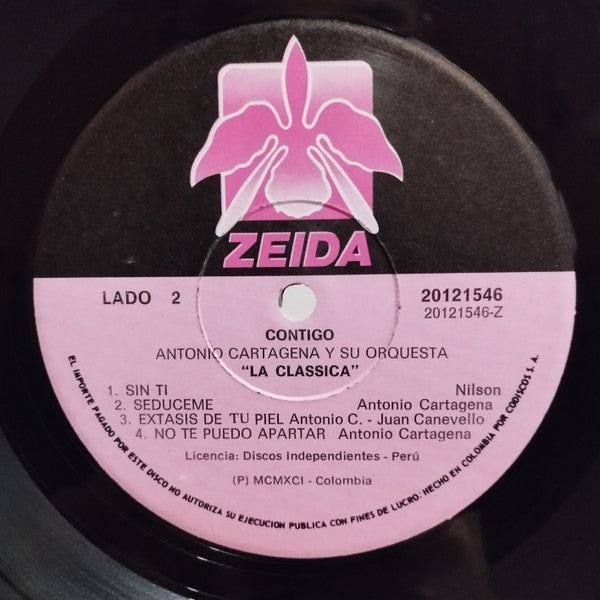 ZEIDA
LADO 2
20121546
20121546-Z
CONTIGO
ANTONIO CARTAGENA Y SU ORQUESTA
"LA CLASSICA"
1. SIN TI Nilson
2. SEDUCEME Antonio Cartagena
3. EXTASIS DE TU PIEL Antonio C. - Juan Canevello
4. NO TE PUEDO APARTAR Antonio Cartagena
Licencia: Discos Independientes - Perú
(P) MCMXCI - Colombia
EL IMPORTE PAGADO POR ESTE DISCO NO AUTORIZA SU EJECUCION PUBLICA CON FINES DE LUCRO: HECHO EN COLOMBIA POR CODISCOS S. A.